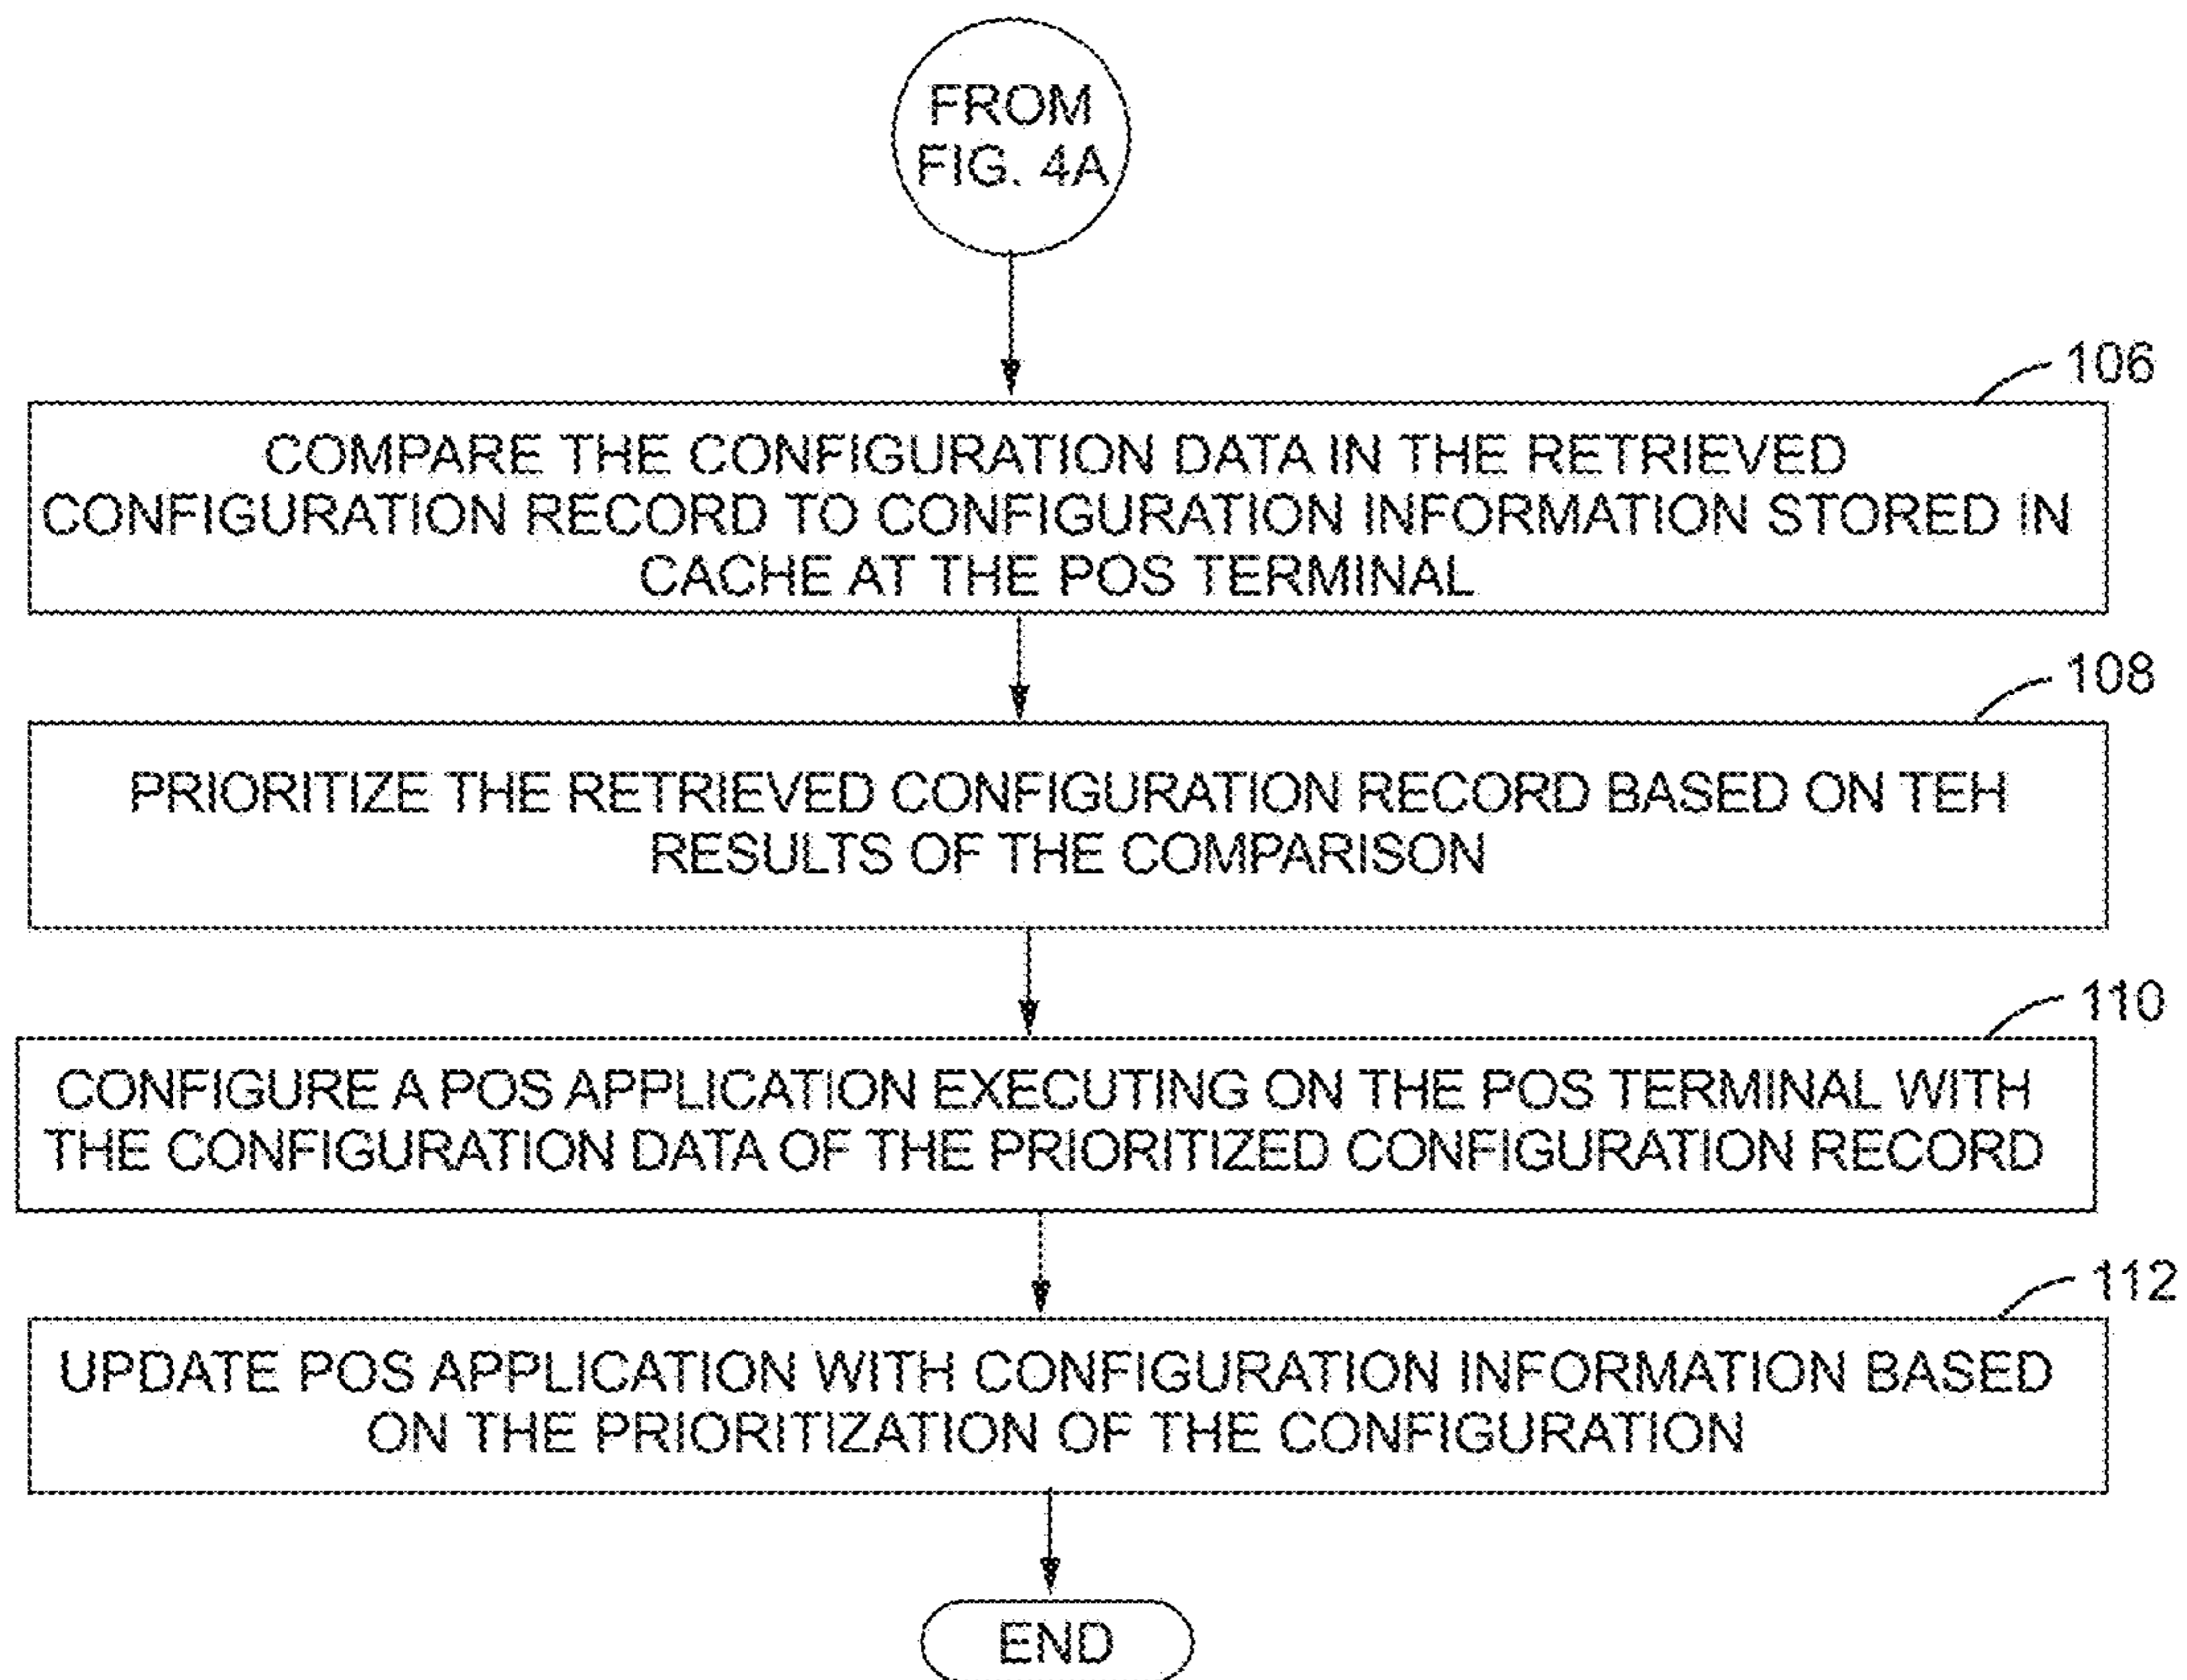 FROM
FIG. 4A
106
COMPARE THE CONFIGURATION DATA IN THE RETRIEVED
CONFIGURATION RECORD TO CONFIGURATION INFORMATION STORED IN
CACHE AT THE POS TERMINAL
108
PRIORITIZE THE RETRIEVED CONFIGURATION RECORD BASED ON TEH
RESULTS OF THE COMPARISON
110
CONFIGURE A POS APPLICATION EXECUTING ON THE POS TERMINAL WITH
THE CONFIGURATION DATA OF THE PRIORITIZED CONFIGURATION RECORD
112
UPDATE POS APPLICATION WITH CONFIGURATION INFORMATION BASED
ON THE PRIORITIZATION OF THE CONFIGURATION
END